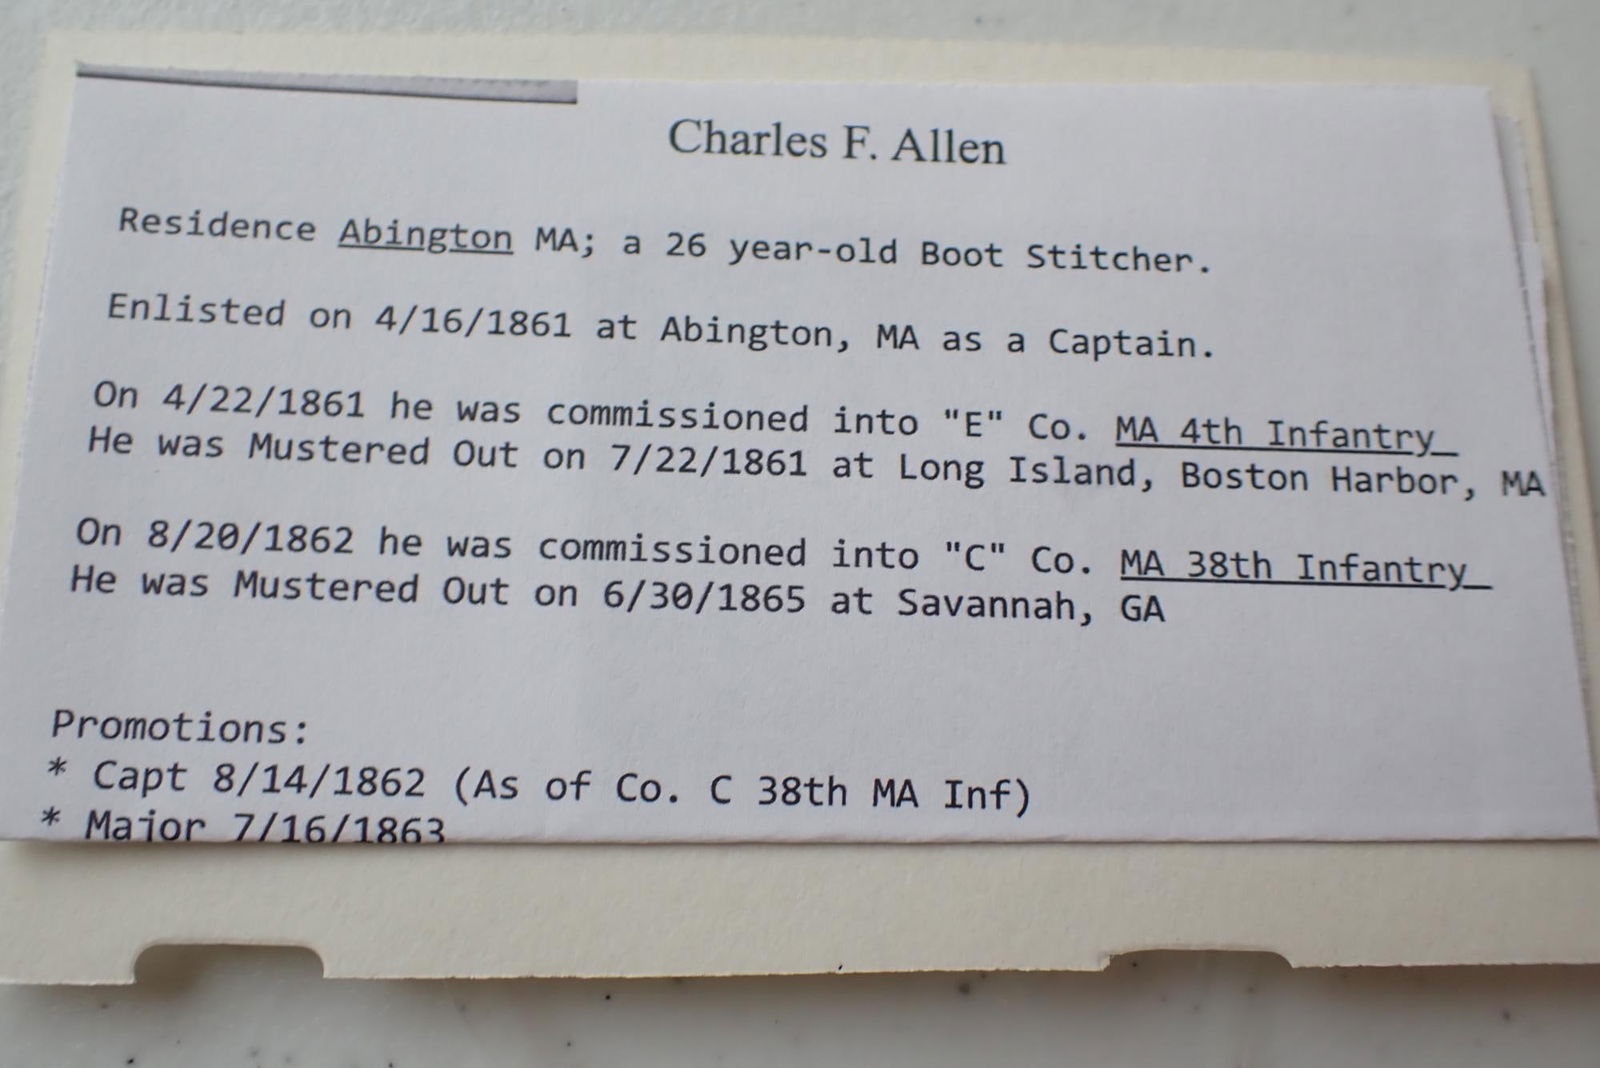 Charles F. Allen
Residence Abington MA; a 26 year-old Boot Stitcher.
Enlisted on 4/16/1861 at Abington, MA as a Captain.
On 4/22/1861 he was commissioned into "E" Co. MA 4th Infantry_
He was Mustered Out on 7/22/1861 at Long Island, Boston Harbor, MA
On 8/20/1862 he was commissioned into "C" Co. MA 38th Infantry_
He was Mustered Out on 6/30/1865 at Savannah, GA
Promotions:
* Capt 8/14/1862 (As of Co. C 38th MA Inf)
* Major 7/16/1863